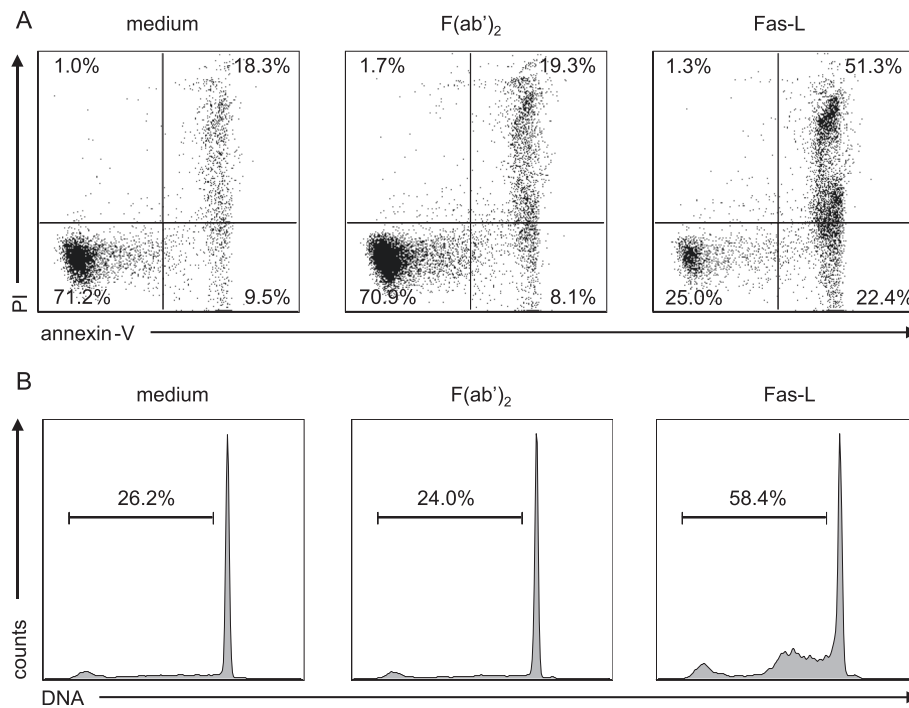 A
medium F(ab')₂ Fas-L
1.0% 18.3% 1.7% 19.3% 1.3% 51.3%
PI
71.2% 9.5% 70.9% 8.1% 25.0% 22.4%
annexin-V
B
medium F(ab')₂ Fas-L
26.2% 24.0% 58.4%
counts
DNA